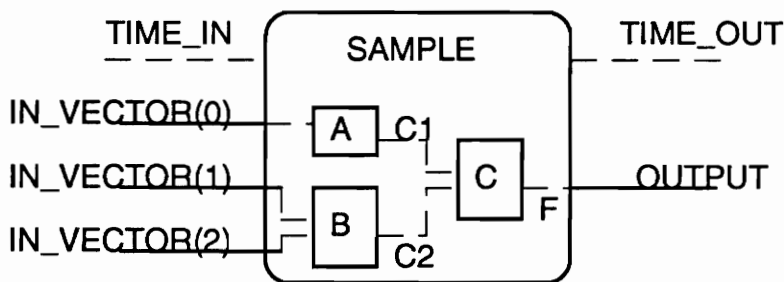 TIME_IN
SAMPLE
TIME_OUT
IN_VECTOR(0)
A
C1
IN_VECTOR(1)
C
OUTPUT
B
F
IN_VECTOR(2)
C2